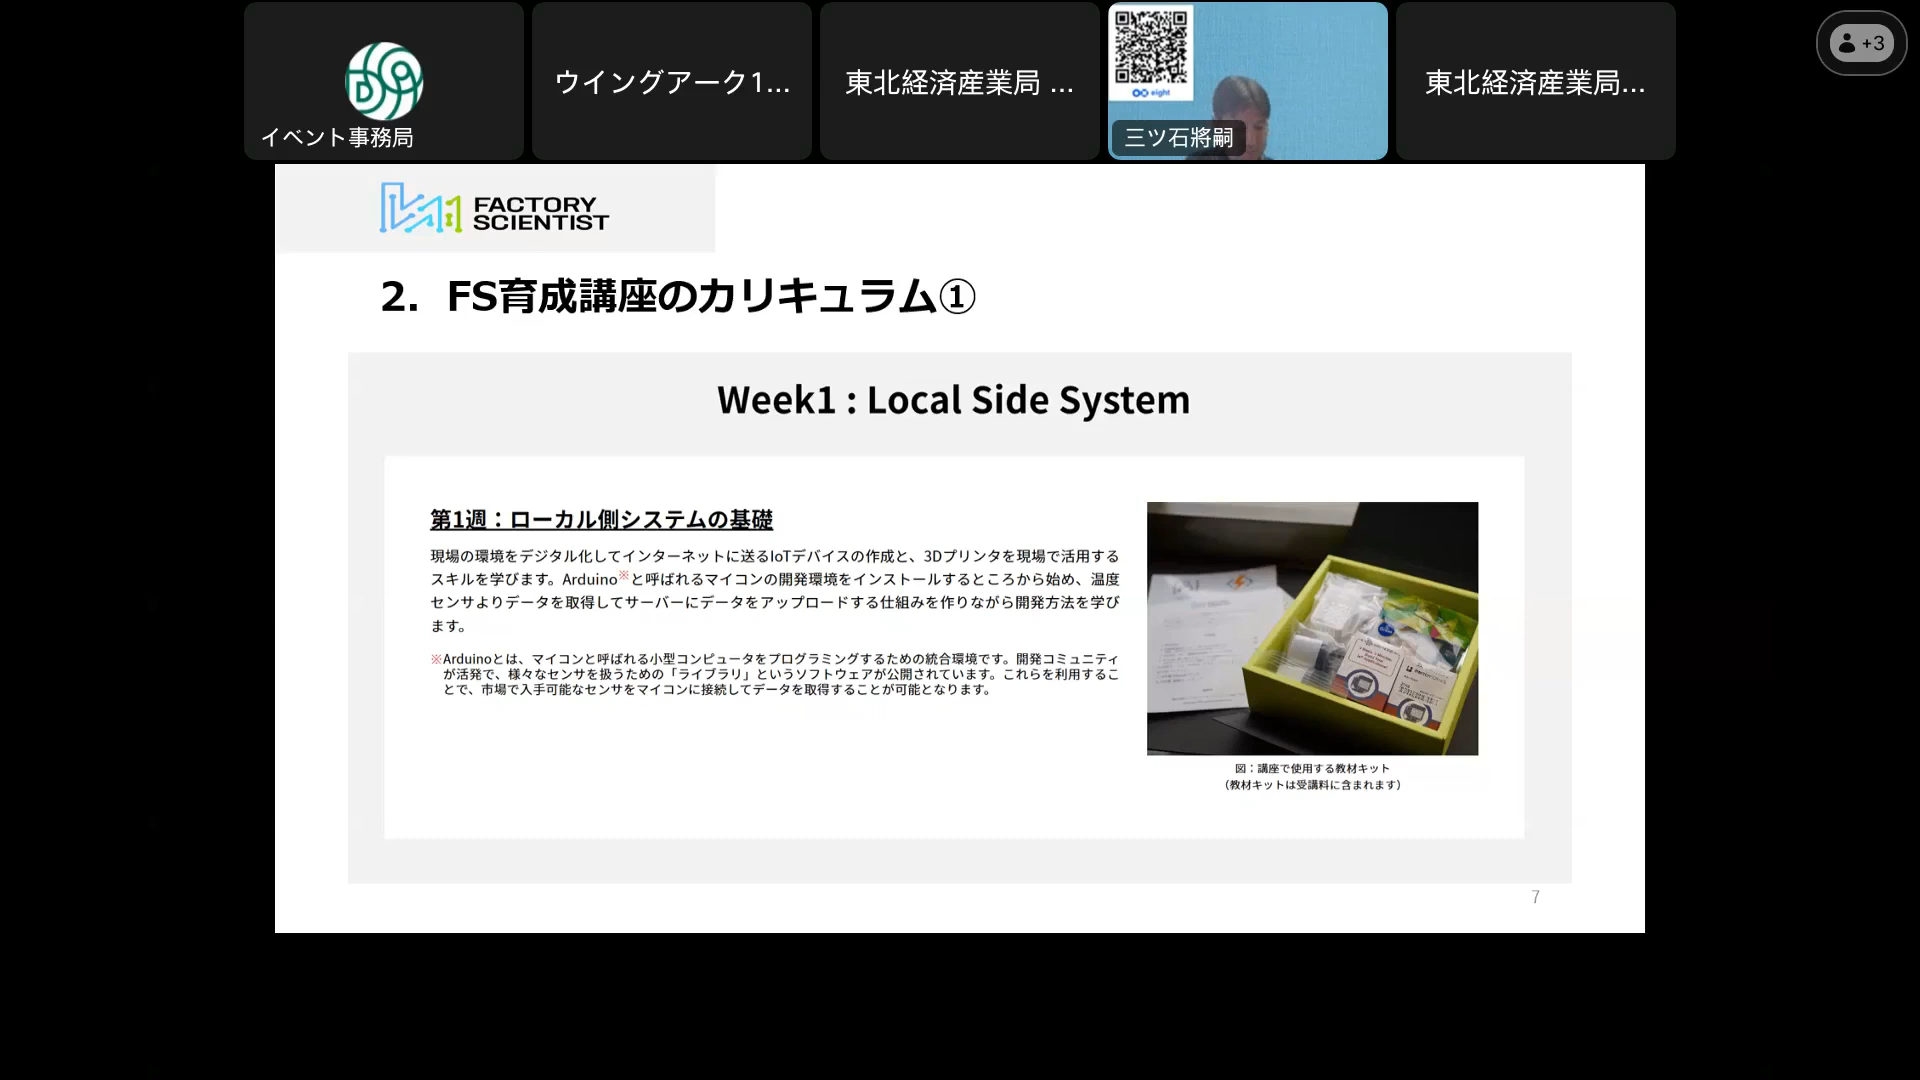 イベント事務局
ウイングアーク1...
東北経済産業局 ...
eight
三ツ石將嗣
東北経済産業局...
+3
FACTORY
SCIENTIST
2. FS育成講座のカリキュラム①
Week1 : Local Side System
第1週：ローカル側システムの基礎
現場の環境をデジタル化してインターネットに送るIoTデバイスの作成と、3Dプリンタを現場で活用する
スキルを学びます。Arduino※と呼ばれるマイコンの開発環境をインストールするところから始め、温度
センサよりデータを取得してサーバーにデータをアップロードする仕組みを作りながら開発方法を学び
ます。
※Arduinoとは、マイコンと呼ばれる小型コンピュータをプログラミングするための統合環境です。開発コミュニティ
が活発で、様々なセンサを扱うための「ライブラリ」というソフトウェアが公開されています。これらを利用するこ
とで、市場で入手可能なセンサをマイコンに接続してデータを取得することが可能となります。
図：講座で使用する教材キット
（教材キットは受講料に含まれます）
7